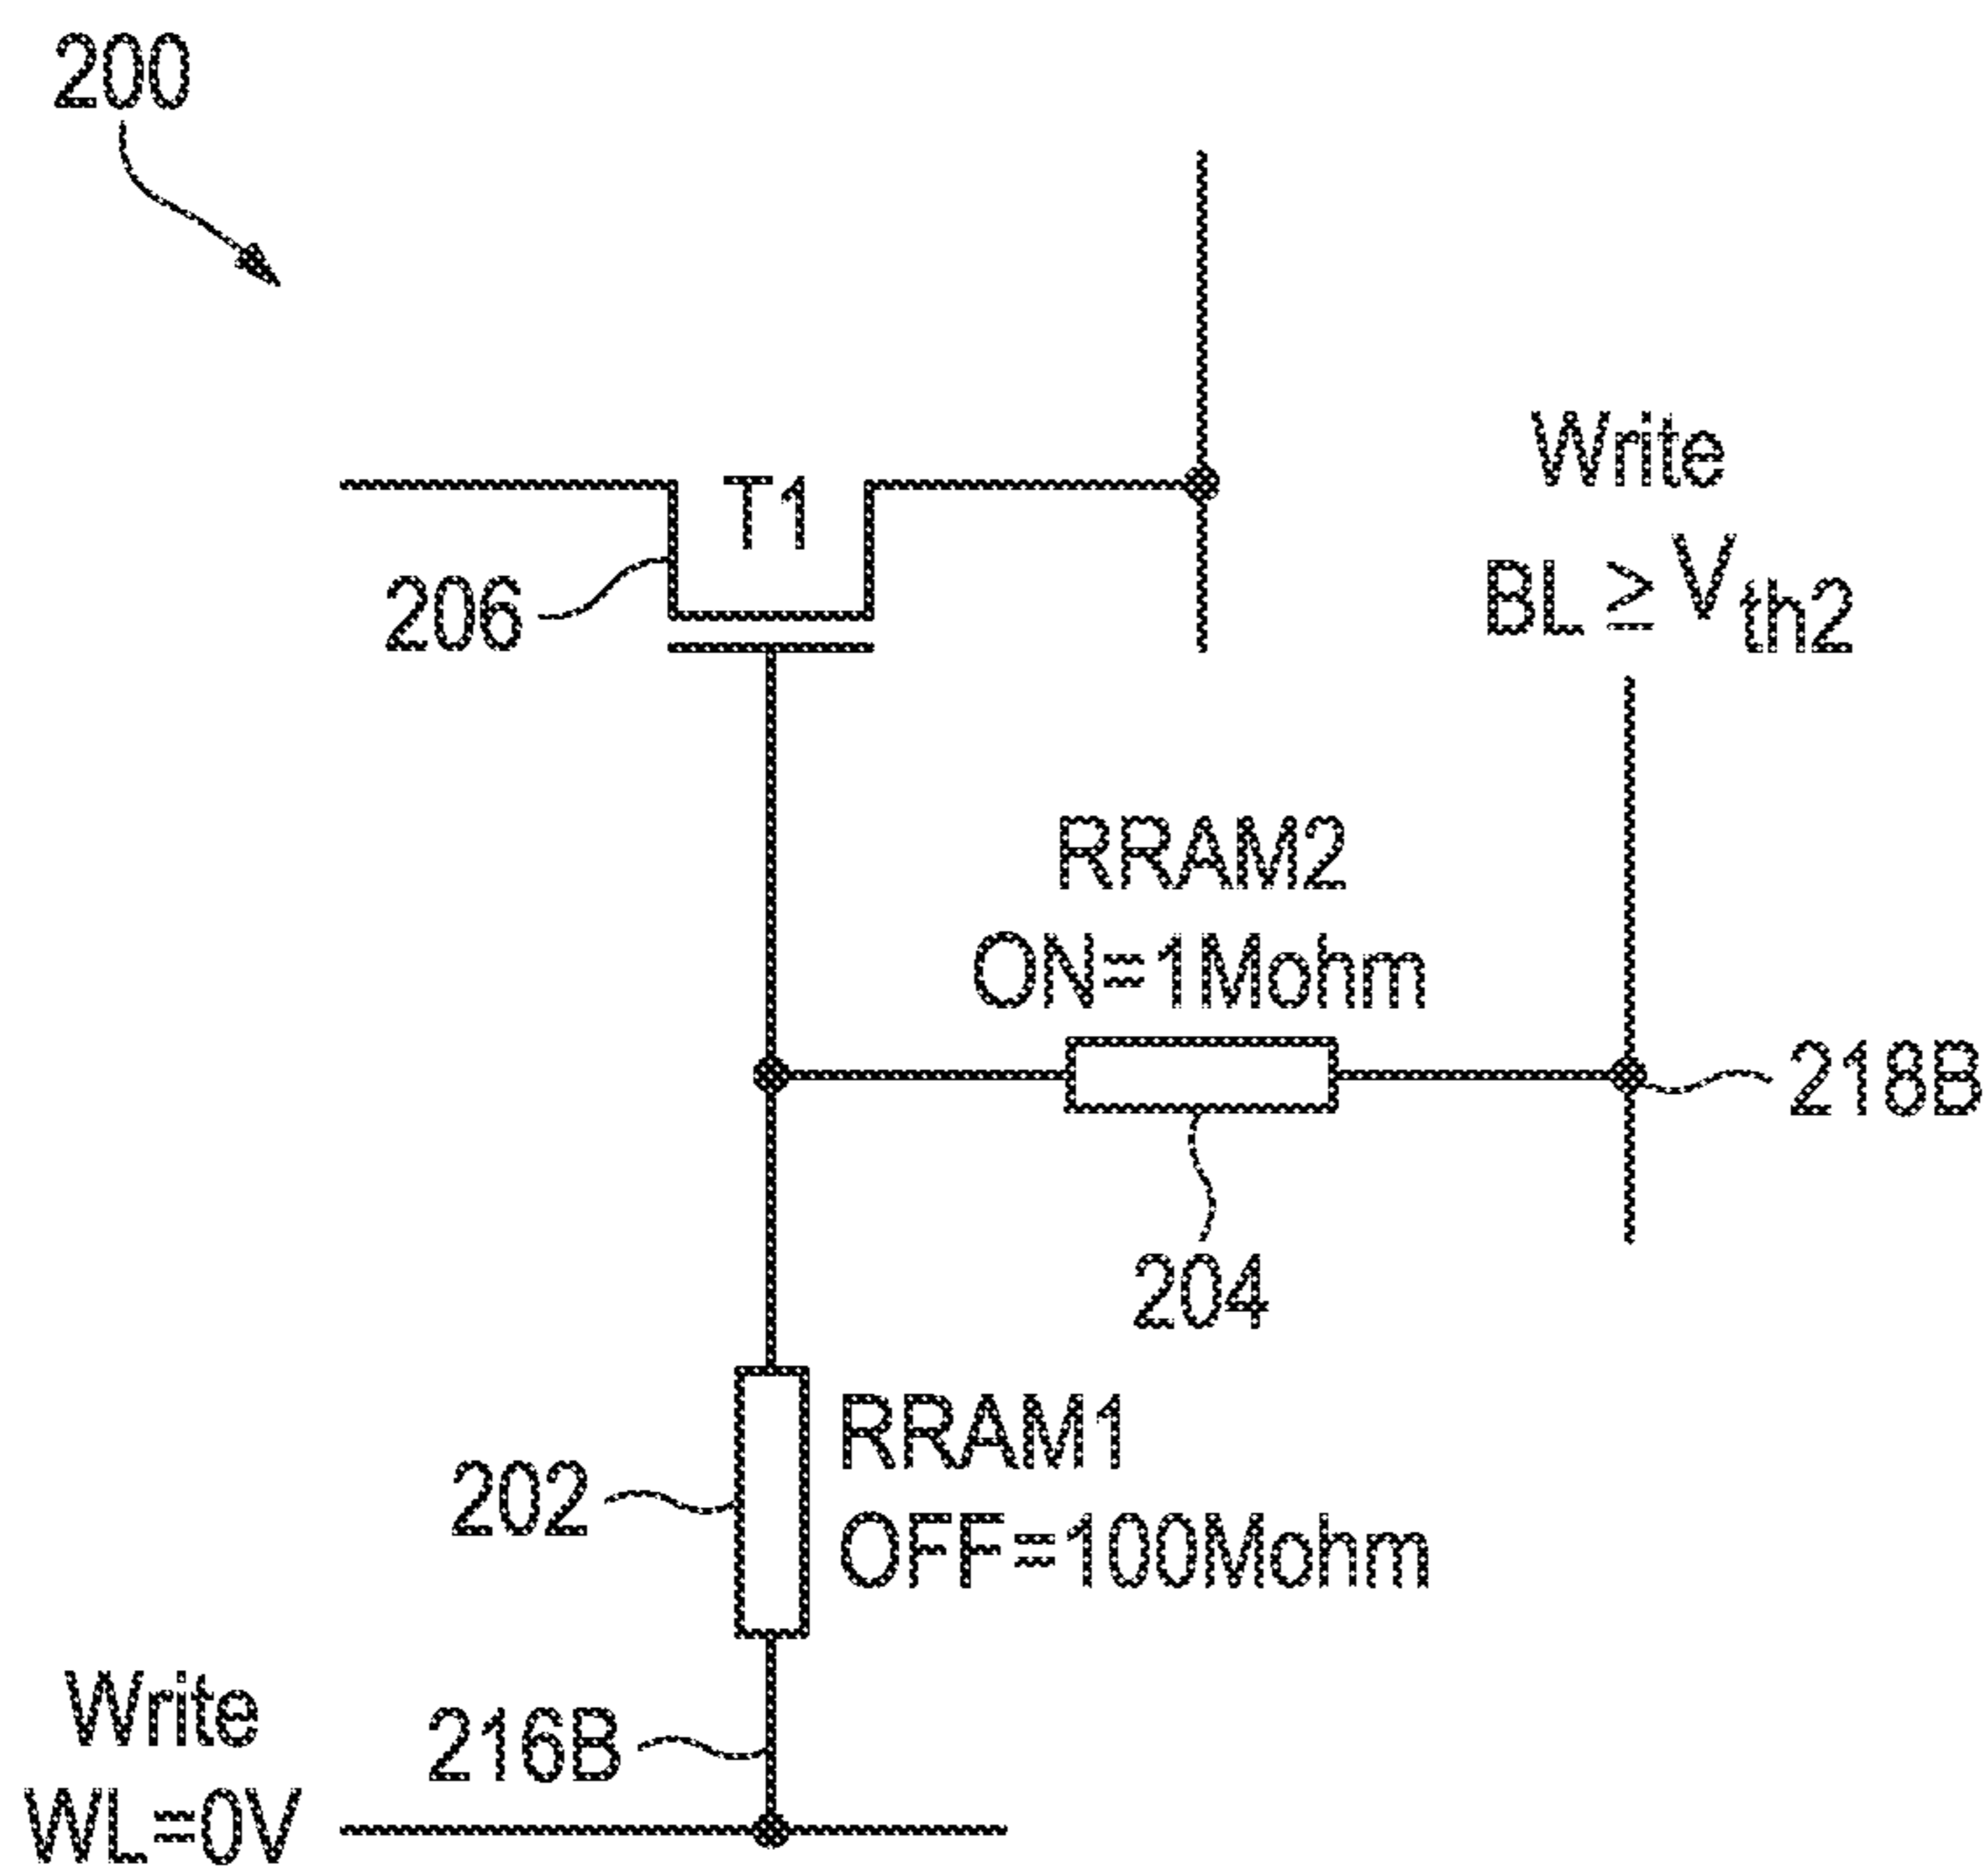 200
T1
206
Write
BL ≥ Vth2
RRAM2
ON=1Mohm
218B
204
RRAM1
OFF=100Mohm
202
216B
Write
WL=0V